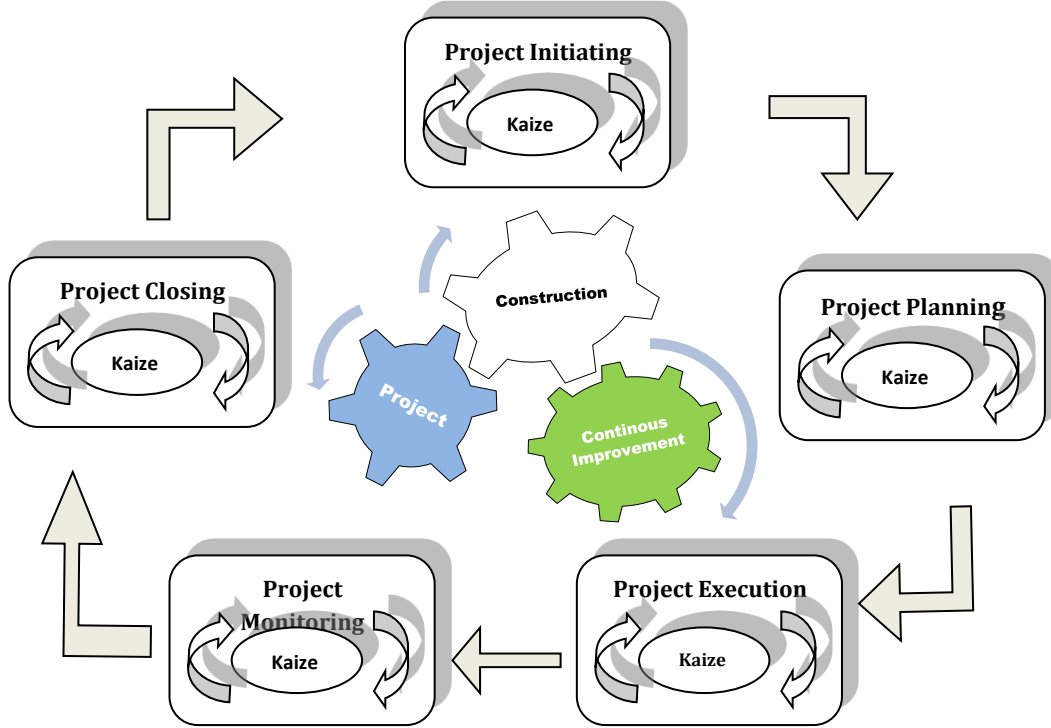 Project Initiating
Kaize
Construction
Project Closing
Kaize
Project Planning
Kaize
Project
Continous
Improvement
Project
Monitoring
Kaize
Project Execution
Kaize